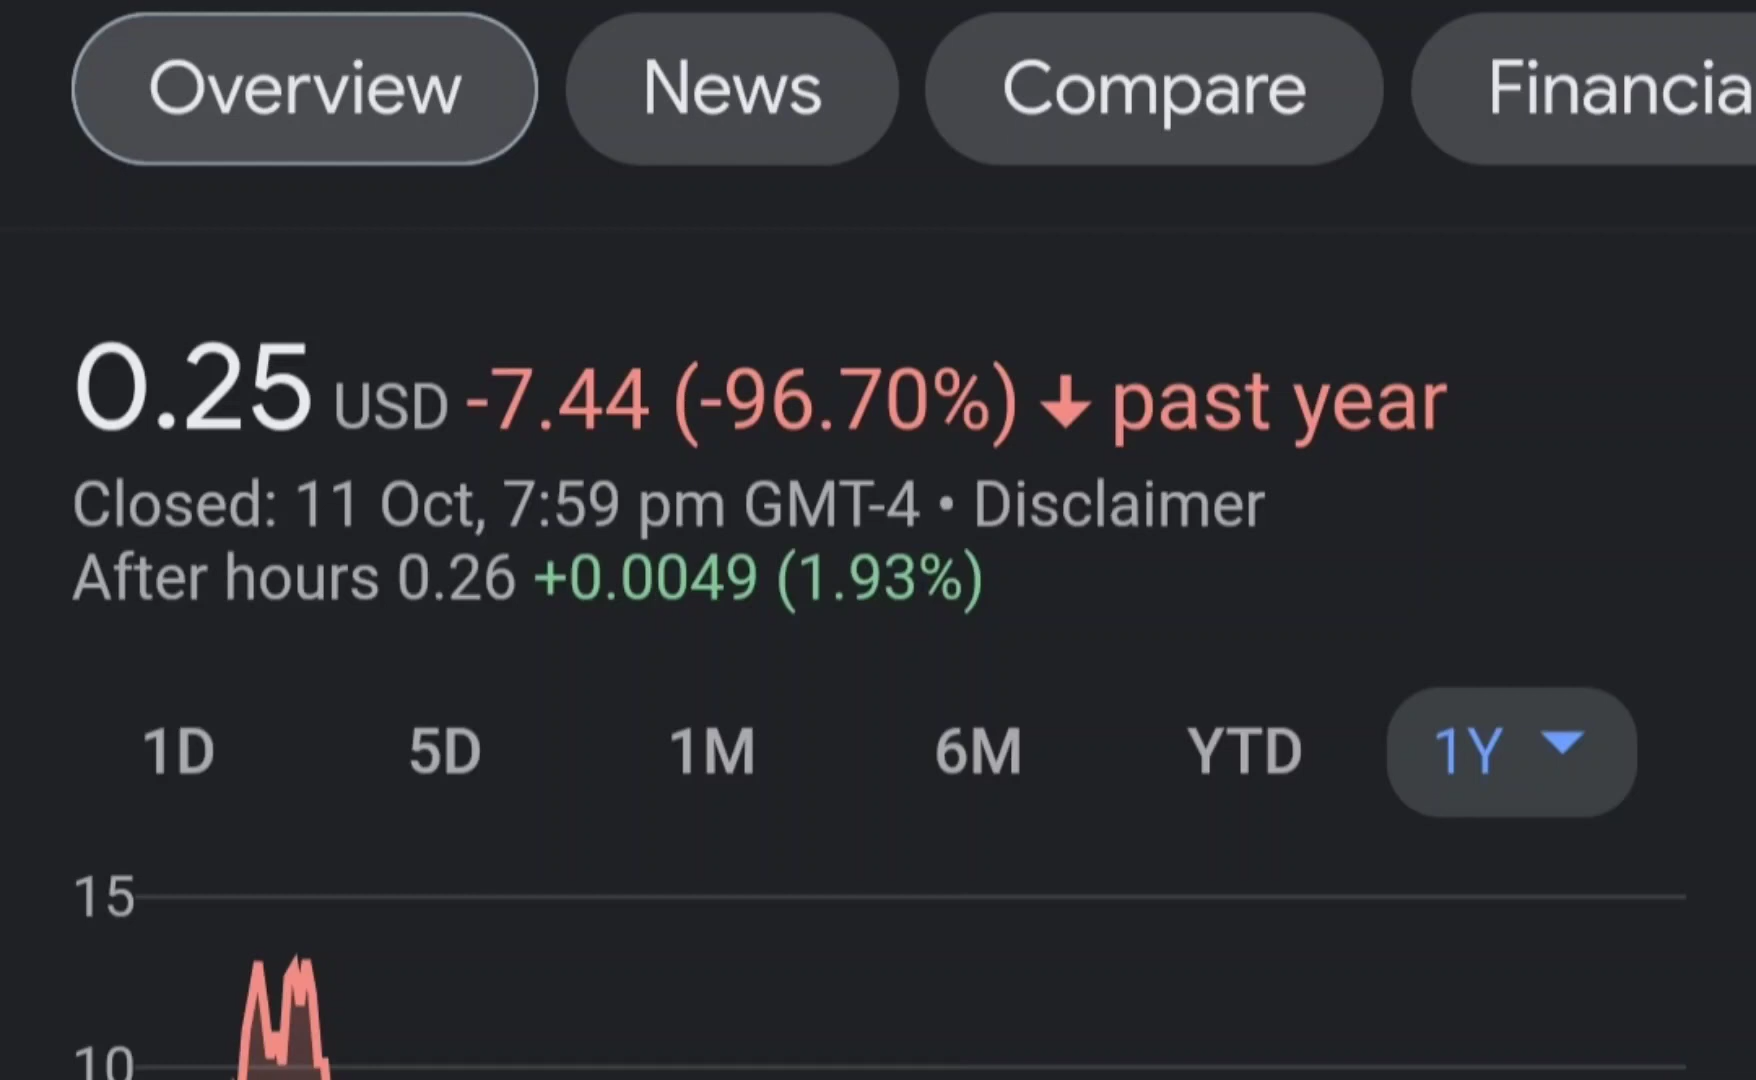 Overview News Compare Financia
0.25 USD -7.44 (-96.70%) ↓ past year
Closed: 11 Oct, 7:59 pm GMT-4 • Disclaimer
After hours 0.26 +0.0049 (1.93%)
1D 5D 1M 6M YTD 1Y
15
10